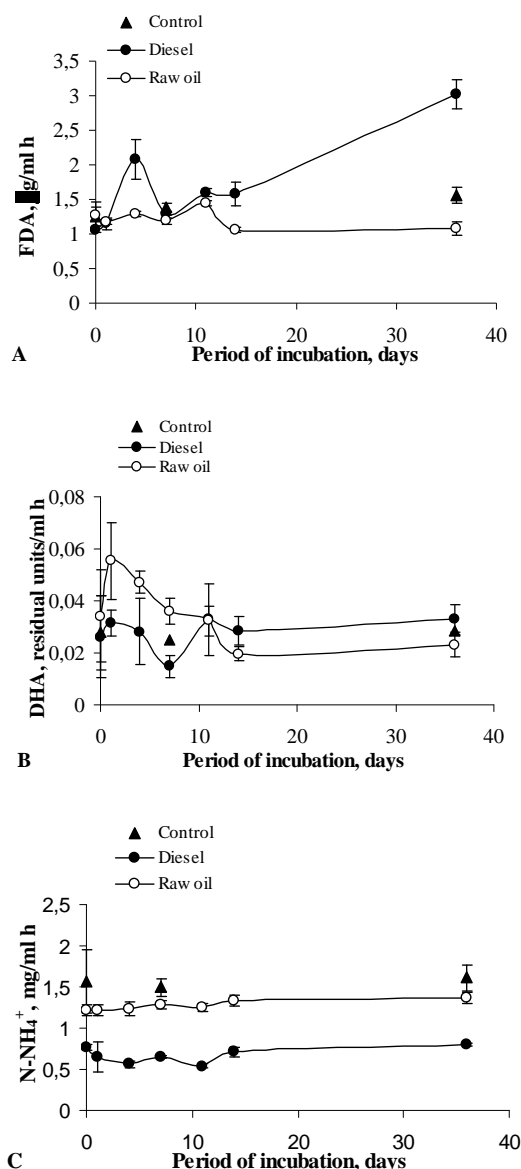 Control
Diesel
Raw oil
3,5
3
2,5
2
1,5
1
0,5
0
FDA, g/ml h
0 10 20 30 40
Period of incubation, days
A
Control
Diesel
Raw oil
0,08
0,06
0,04
0,02
0
DHA, residual units/ml h
0 10 20 30 40
Period of incubation, days
B
Control
Diesel
Raw oil
2,5
2
1,5
1
0,5
0
N-NH₄⁺, mg/ml h
0 10 20 30 40
Period of incubation, days
C